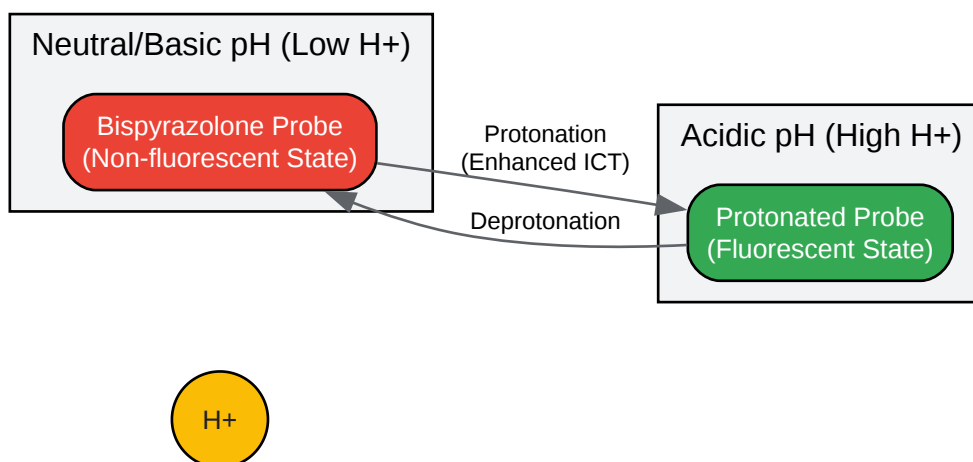 Neutral/Basic pH (Low H+)
Bispyrazolone Probe
(Non-fluorescent State)
Protonation
(Enhanced ICT)
Deprotonation
Acidic pH (High H+)
Protonated Probe
(Fluorescent State)
H+